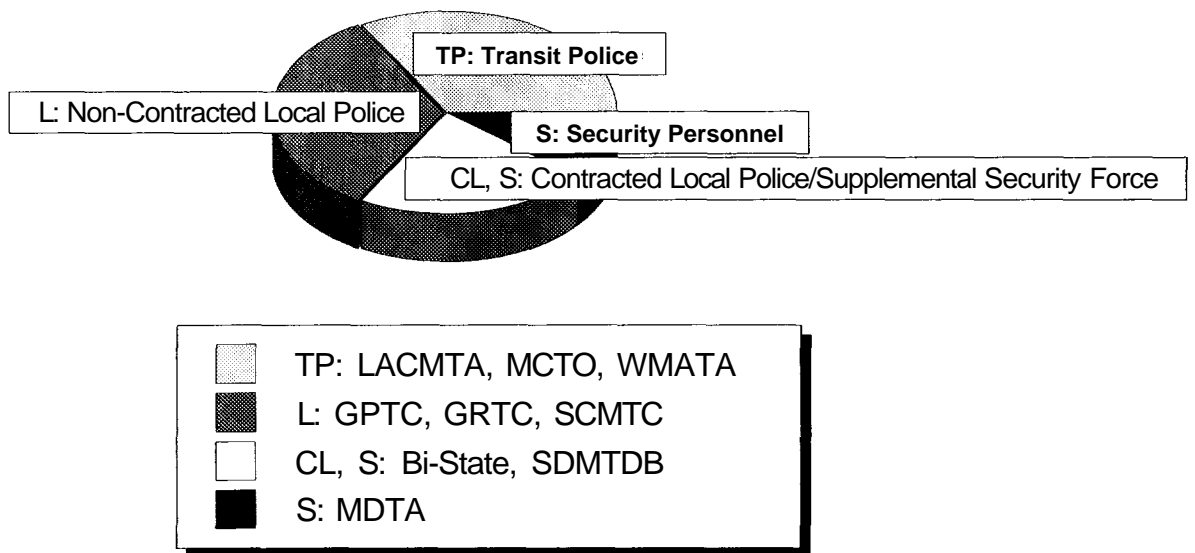 TP: Transit Police
L: Non-Contracted Local Police
S: Security Personnel
CL, S: Contracted Local Police/Supplemental Security Force
TP: LACMTA, MCTO, WMATA
L: GPTC, GRTC, SCMTC
CL, S: Bi-State, SDMTDB
S: MDTA